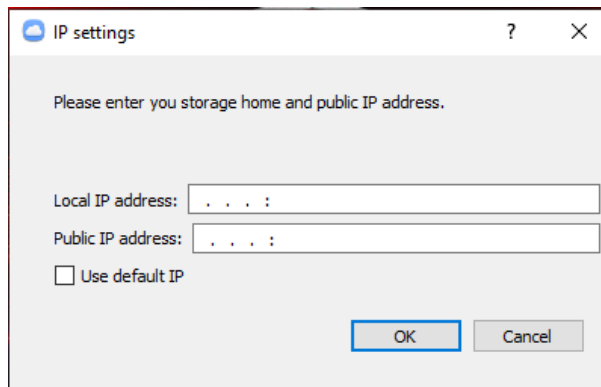 IP settings
?
Please enter you storage home and public IP address.
Local IP address: . . . :
Public IP address: . . . :
Use default IP
OK
Cancel